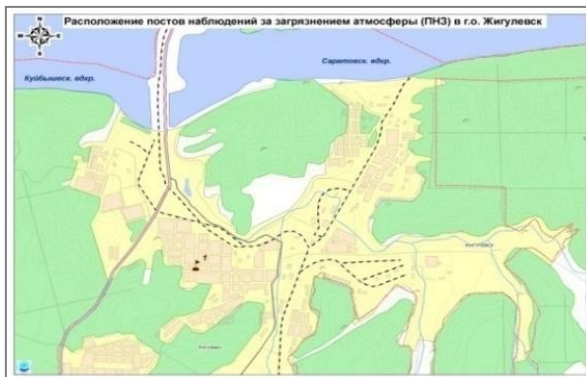 Расположение постов наблюдений за загрязнением атмосферы (ПНЗ) в г.о. Жигулевск
N
W
E
S
Саратовск. вдхр.
Куйбышевск. вдхр.